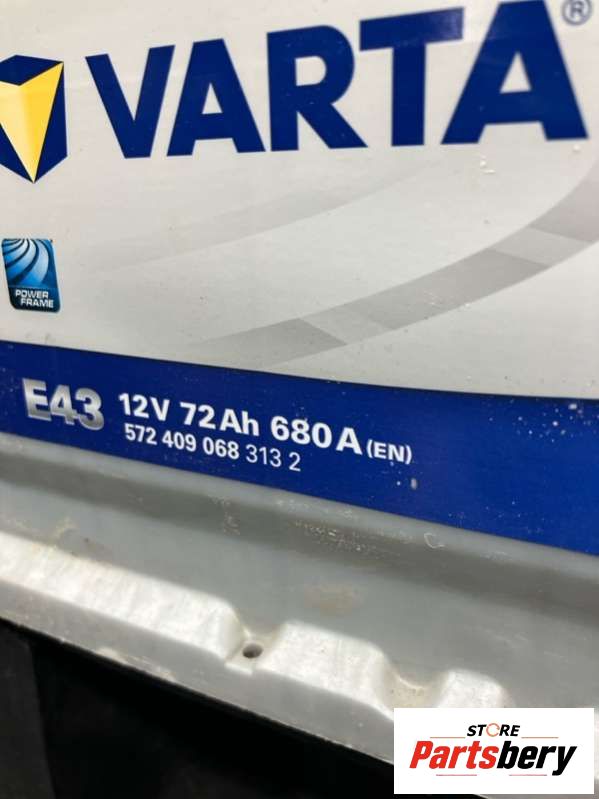 VARTA®
POWER
FRAME
E43 12V 72Ah 680A (EN)
572 409 068 313 2
STORE
Partsbery